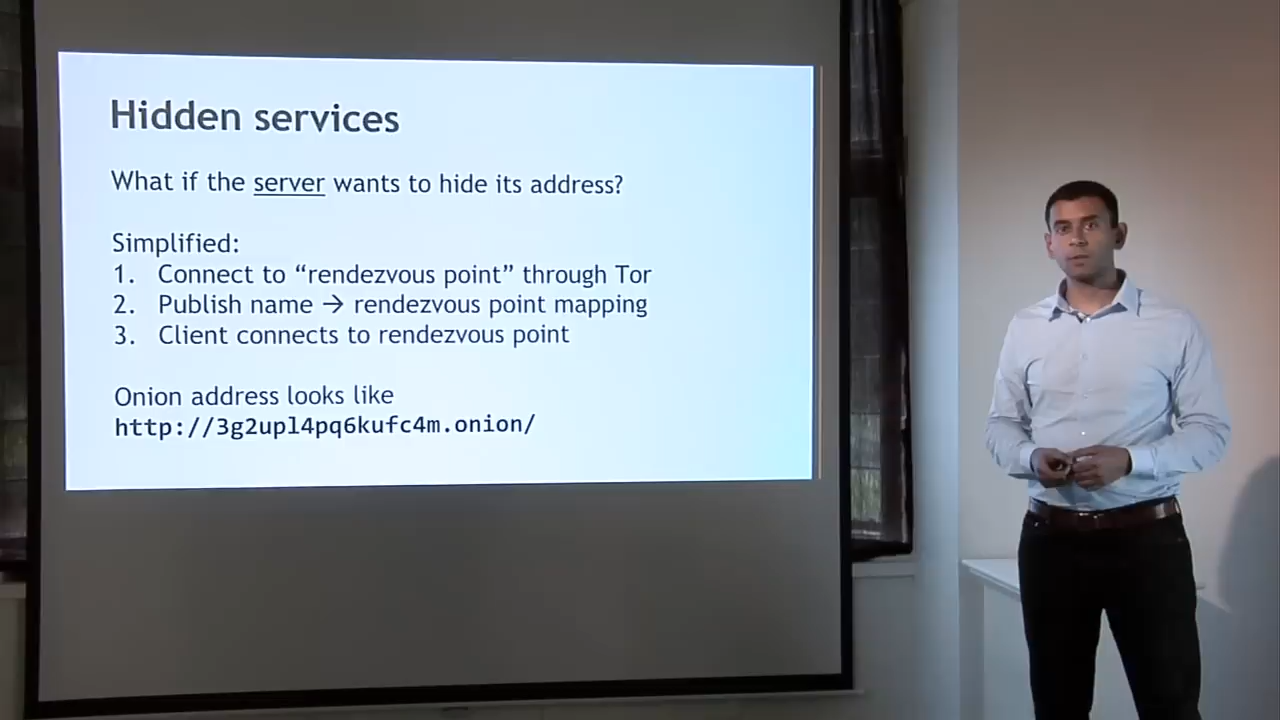 Hidden services
What if the server wants to hide its address?
Simplified:
1. Connect to “rendezvous point” through Tor
2. Publish name → rendezvous point mapping
3. Client connects to rendezvous point
Onion address looks like
http://3g2upl4pq6kufc4m.onion/